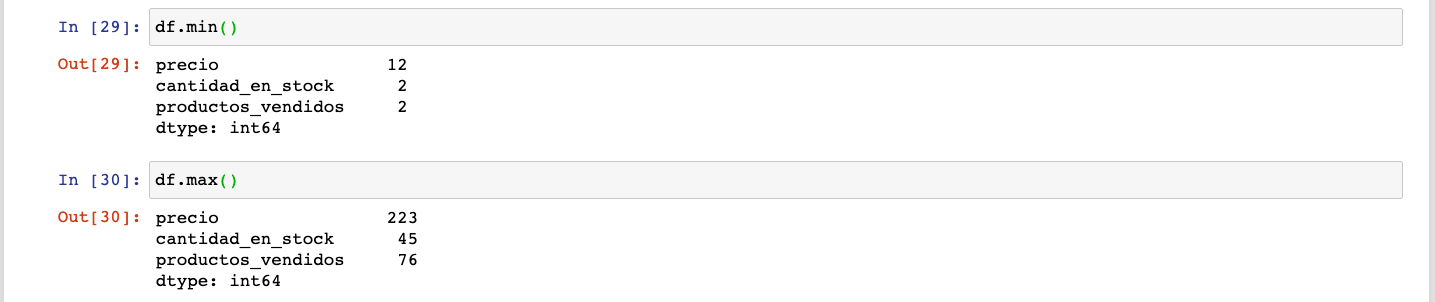 In [29]: df.min()
Out[29]: precio 12
cantidad_en_stock 2
productos_vendidos 2
dtype: int64
In [30]: df.max()
Out[30]: precio 223
cantidad_en_stock 45
productos_vendidos 76
dtype: int64